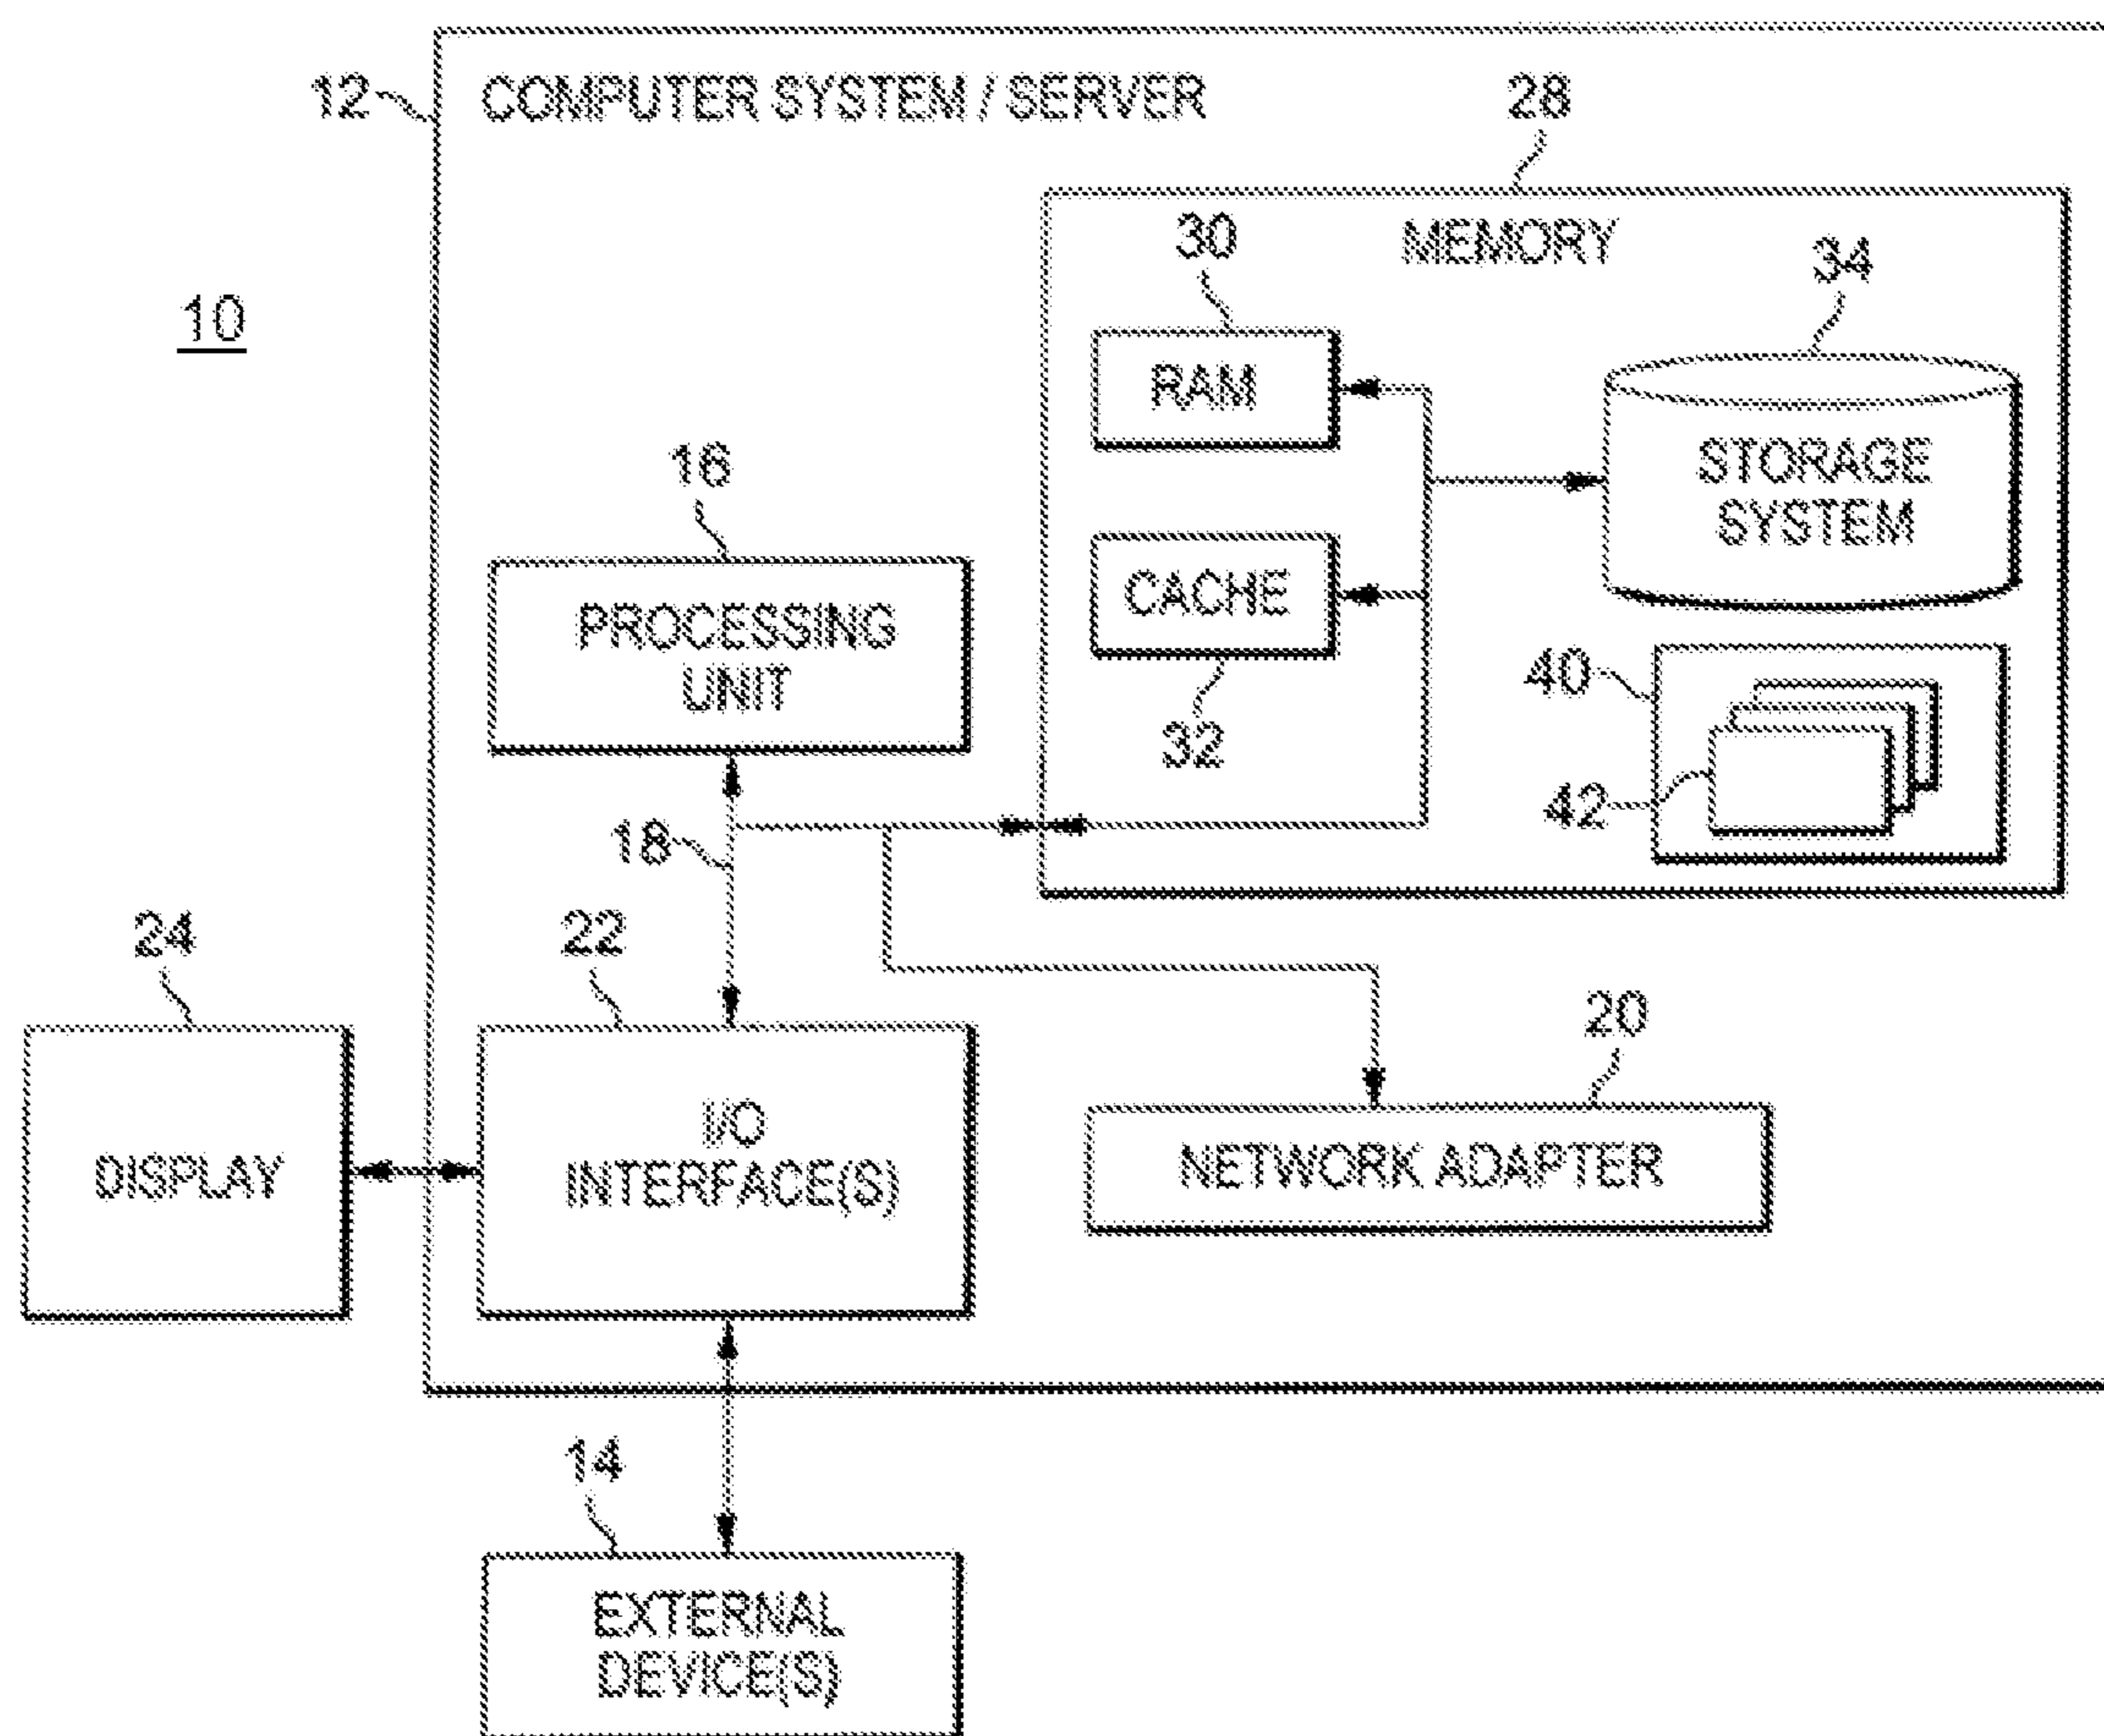 12
COMPUTER SYSTEM / SERVER
28
MEMORY
30
34
10
RAM
STORAGE
SYSTEM
16
CACHE
PROCESSING
UNIT
40
32
42
18
24
22
20
I/O
INTERFACE(S)
DISPLAY
NETWORK ADAPTER
14
EXTERNAL
DEVICE(S)